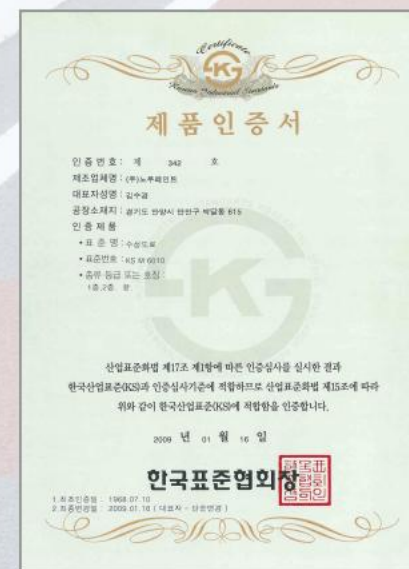 Certificate
Korean Industrial Standards
제 품 인 증 서
인 증 번 호 : 제 342 호
제조업체명 : (주)노루페인트
대표자성명 : 김수경
공장소재지 : 경기도 안양시 만안구 박달동 615
인 증 제 품
• 표 준 명 : 수성도료
• 표준번호 : KS M 6010
• 종류·등급 또는 호칭 :
1종,2종. 끝.
산업표준화법 제17조 제1항에 따른 인증심사를 실시한 결과
한국산업표준(KS)과 인증심사기준에 적합하므로 산업표준화법 제15조에 따라
위와 같이 한국산업표준(KS)에 적합함을 인증합니다.
2009 년 01 월 16 일
한국표준협회장
1.최초인증일 : 1968.07.10
2.최종변경일 : 2009.01.16 ( 대표자 - 상호변경 )